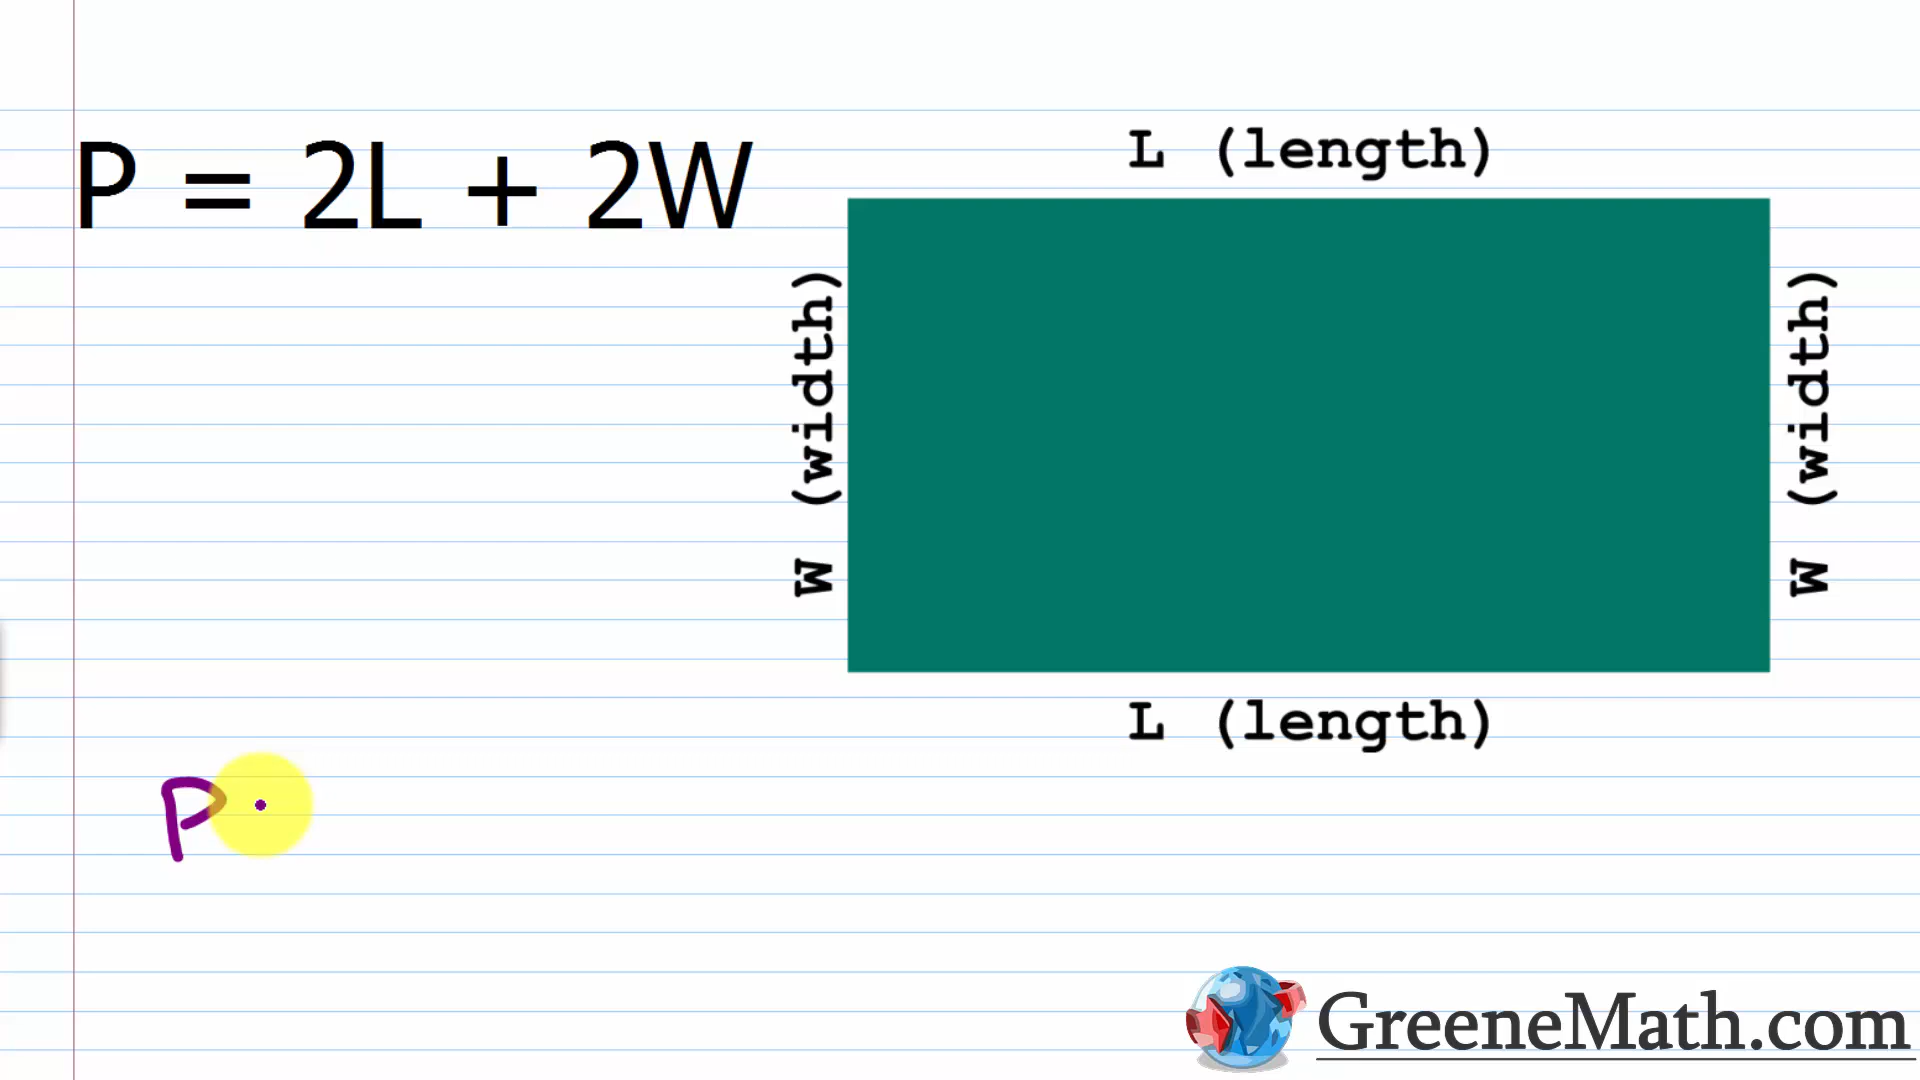 P = 2L + 2W
L (length)
W (width)
W (width)
L (length)
P
GreeneMath.com